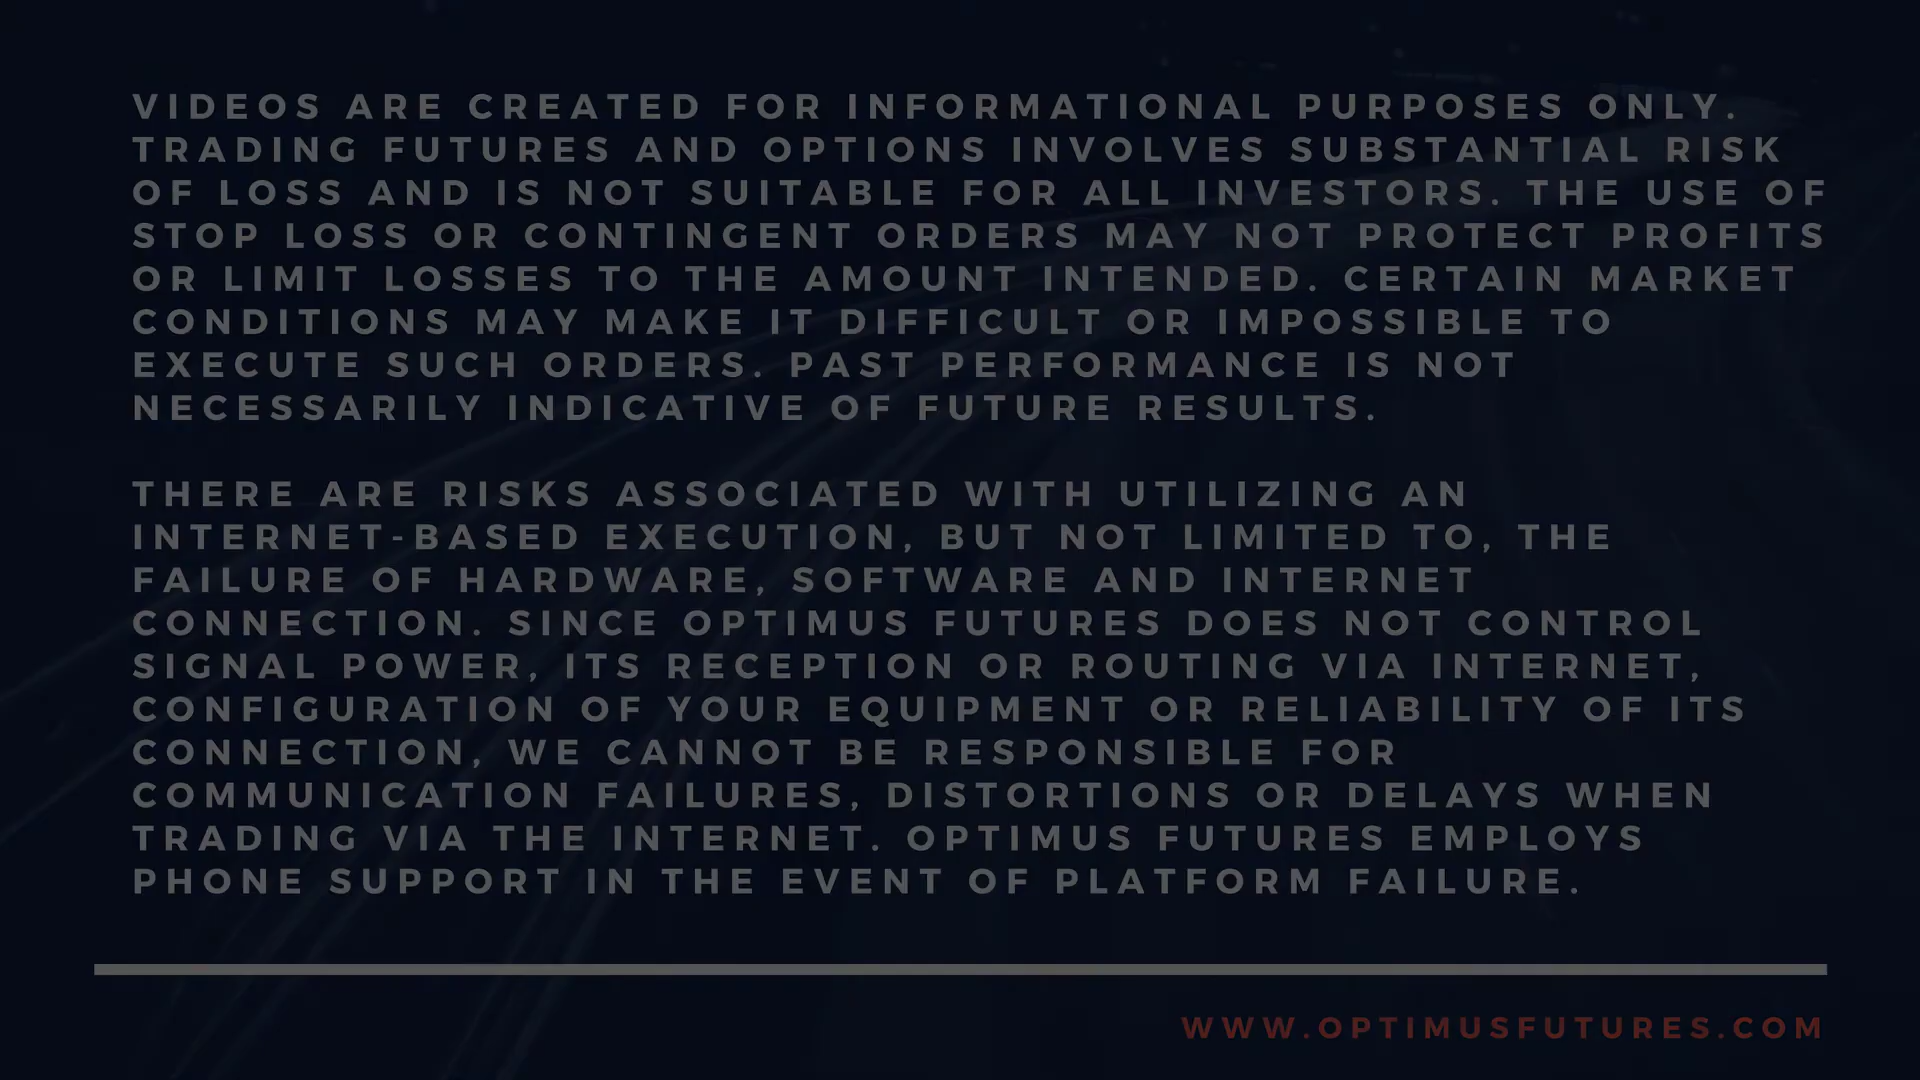 VIDEOS ARE CREATED FOR INFORMATIONAL PURPOSES ONLY.
TRADING FUTURES AND OPTIONS INVOLVES SUBSTANTIAL RISK
OF LOSS AND IS NOT SUITABLE FOR ALL INVESTORS. THE USE OF
STOP LOSS OR CONTINGENT ORDERS MAY NOT PROTECT PROFITS
OR LIMIT LOSSES TO THE AMOUNT INTENDED. CERTAIN MARKET
CONDITIONS MAY MAKE IT DIFFICULT OR IMPOSSIBLE TO
EXECUTE SUCH ORDERS. PAST PERFORMANCE IS NOT
NECESSARILY INDICATIVE OF FUTURE RESULTS.
THERE ARE RISKS ASSOCIATED WITH UTILIZING AN
INTERNET-BASED EXECUTION, BUT NOT LIMITED TO, THE
FAILURE OF HARDWARE, SOFTWARE AND INTERNET
CONNECTION. SINCE OPTIMUS FUTURES DOES NOT CONTROL
SIGNAL POWER, ITS RECEPTION OR ROUTING VIA INTERNET,
CONFIGURATION OF YOUR EQUIPMENT OR RELIABILITY OF ITS
CONNECTION, WE CANNOT BE RESPONSIBLE FOR
COMMUNICATION FAILURES, DISTORTIONS OR DELAYS WHEN
TRADING VIA THE INTERNET. OPTIMUS FUTURES EMPLOYS
PHONE SUPPORT IN THE EVENT OF PLATFORM FAILURE.
WWW.OPTIMUSFUTURES.COM